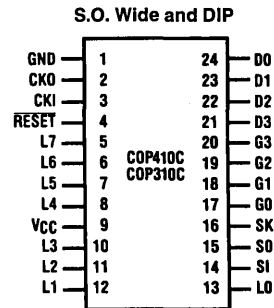 S.O. Wide and DIP
GND 1 24 D0
CKO 2 23 D1
CKI 3 22 D2
RESET 4 21 D3
L7 5 20 G3
L6 6 COP410C 19 G2
L5 7 COP310C 18 G1
L4 8 17 G0
VCC 9 16 SK
L3 10 15 SO
L2 11 14 SI
L1 12 13 L0